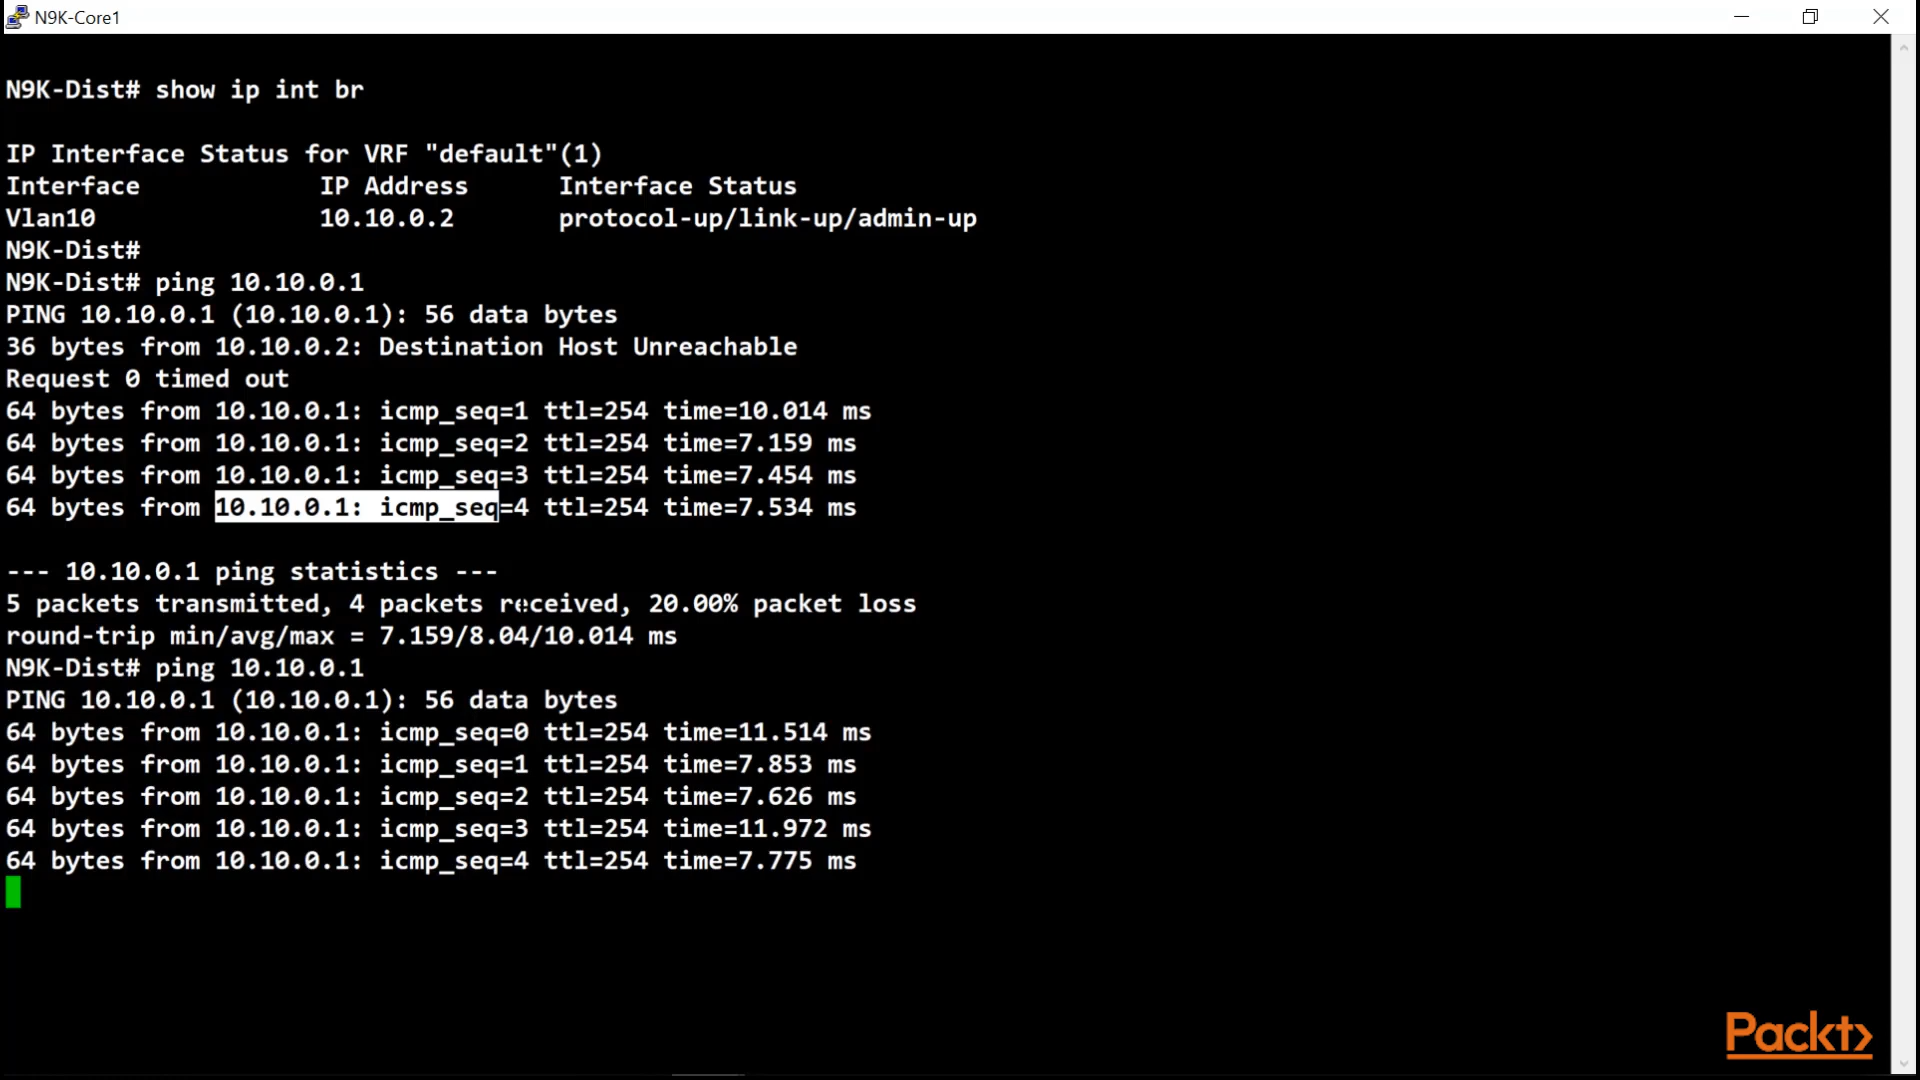 N9K-Core1
N9K-Dist# show ip int br
IP Interface Status for VRF "default"(1)
Interface            IP Address      Interface Status
Vlan10               10.10.0.2       protocol-up/link-up/admin-up
N9K-Dist#
N9K-Dist# ping 10.10.0.1
PING 10.10.0.1 (10.10.0.1): 56 data bytes
36 bytes from 10.10.0.2: Destination Host Unreachable
Request 0 timed out
64 bytes from 10.10.0.1: icmp_seq=1 ttl=254 time=10.014 ms
64 bytes from 10.10.0.1: icmp_seq=2 ttl=254 time=7.159 ms
64 bytes from 10.10.0.1: icmp_seq=3 ttl=254 time=7.454 ms
64 bytes from 10.10.0.1: icmp_seq=4 ttl=254 time=7.534 ms
--- 10.10.0.1 ping statistics ---
5 packets transmitted, 4 packets received, 20.00% packet loss
round-trip min/avg/max = 7.159/8.04/10.014 ms
N9K-Dist# ping 10.10.0.1
PING 10.10.0.1 (10.10.0.1): 56 data bytes
64 bytes from 10.10.0.1: icmp_seq=0 ttl=254 time=11.514 ms
64 bytes from 10.10.0.1: icmp_seq=1 ttl=254 time=7.853 ms
64 bytes from 10.10.0.1: icmp_seq=2 ttl=254 time=7.626 ms
64 bytes from 10.10.0.1: icmp_seq=3 ttl=254 time=11.972 ms
64 bytes from 10.10.0.1: icmp_seq=4 ttl=254 time=7.775 ms
Packt>